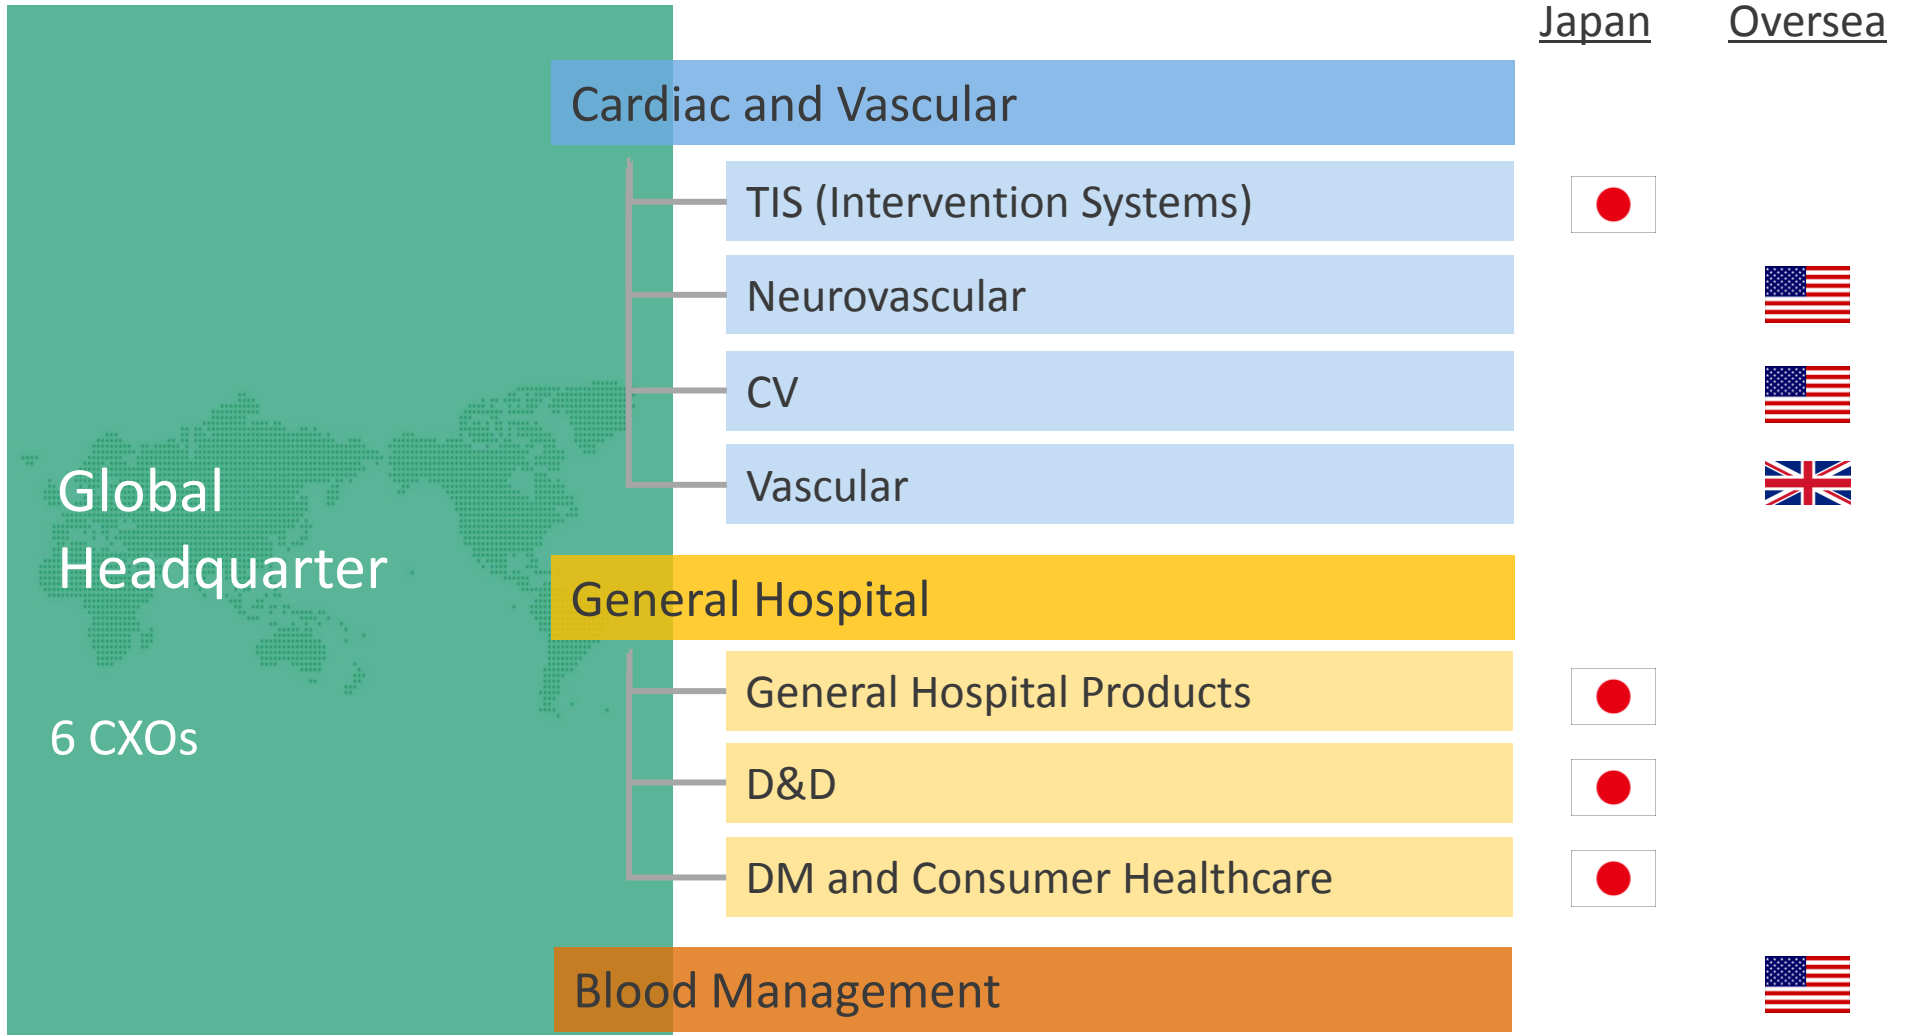 Japan
Oversea
Cardiac and Vascular
TIS (Intervention Systems)
Neurovascular
CV
Vascular
Global
Headquarter
6 CXOs
General Hospital
General Hospital Products
D&D
DM and Consumer Healthcare
Blood Management